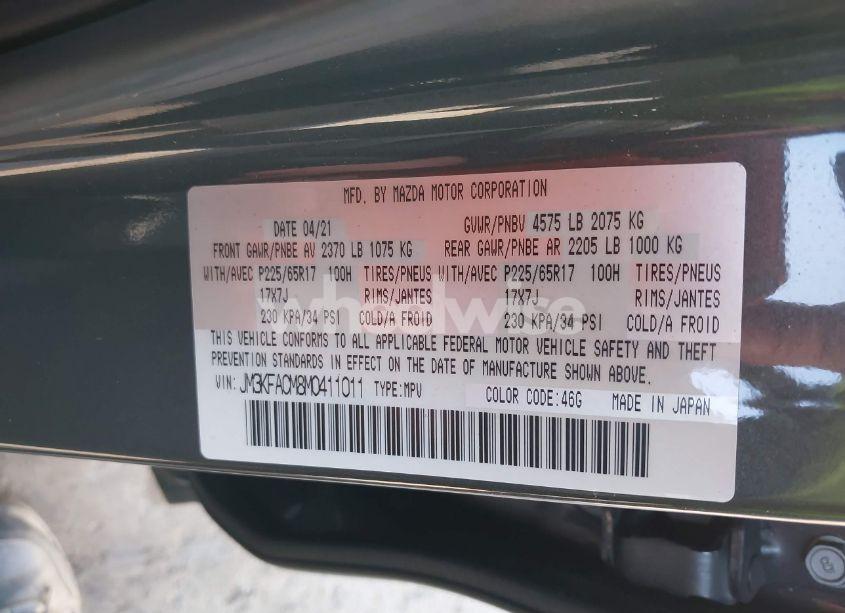 MFD. BY MAZDA MOTOR CORPORATION
DATE 04/21 GVWR/PNBV 4575 LB 2075 KG
FRONT GAWR/PNBE AV 2370 LB 1075 KG REAR GAWR/PNBE AR 2205 LB 1000 KG
WITH/AVEC P225/65R17 100H TIRES/PNEUS WITH/AVEC P225/65R17 100H TIRES/PNEUS
17X7J RIMS/JANTES 17X7J RIMS/JANTES
230 KPA/34 PSI COLD/A FROID 230 KPA/34 PSI COLD/A FROID
wheelwise
THIS VEHICLE CONFORMS TO ALL APPLICABLE FEDERAL MOTOR VEHICLE SAFETY AND THEFT
PREVENTION STANDARDS IN EFFECT ON THE DATE OF MANUFACTURE SHOWN ABOVE.
VIN: JM3KFACM8M0411011 TYPE:MPV COLOR CODE:46G MADE IN JAPAN
8